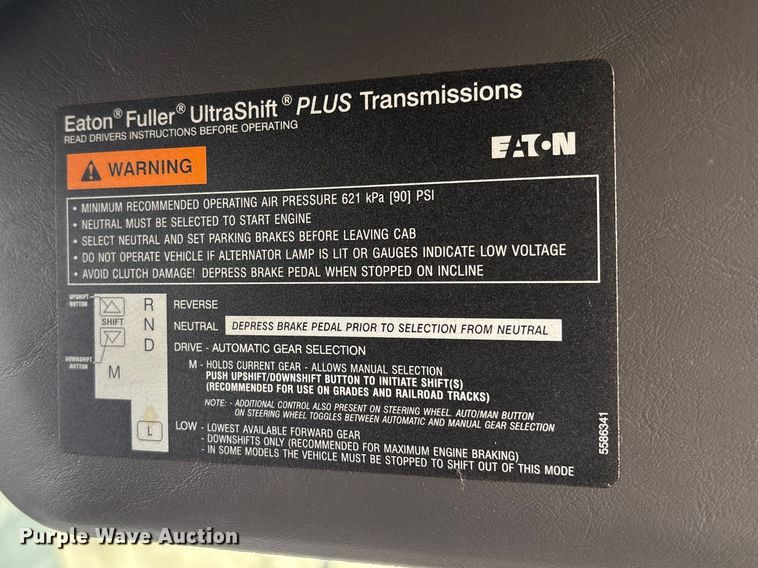 Eaton® Fuller® UltraShift® PLUS Transmissions
READ DRIVERS INSTRUCTIONS BEFORE OPERATING
EATON
WARNING
• MINIMUM RECOMMENDED OPERATING AIR PRESSURE 621 kPa [90] PSI
• NEUTRAL MUST BE SELECTED TO START ENGINE
• SELECT NEUTRAL AND SET PARKING BRAKES BEFORE LEAVING CAB
• DO NOT OPERATE VEHICLE IF ALTERNATOR LAMP IS LIT OR GAUGES INDICATE LOW VOLTAGE
• AVOID CLUTCH DAMAGE! DEPRESS BRAKE PEDAL WHEN STOPPED ON INCLINE
UPSHIFT BUTTON
SHIFT
DOWNSHIFT BUTTON
R REVERSE
N NEUTRAL DEPRESS BRAKE PEDAL PRIOR TO SELECTION FROM NEUTRAL
D DRIVE - AUTOMATIC GEAR SELECTION
M M - HOLDS CURRENT GEAR - ALLOWS MANUAL SELECTION
PUSH UPSHIFT/DOWNSHIFT BUTTON TO INITIATE SHIFT(S)
(RECOMMENDED FOR USE ON GRADES AND RAILROAD TRACKS)
NOTE: - ADDITIONAL CONTROL ALSO PRESENT ON STEERING WHEEL. AUTO/MAN BUTTON
ON STEERING WHEEL TOGGLES BETWEEN AUTOMATIC AND MANUAL GEAR SELECTION
L LOW - LOWEST AVAILABLE FORWARD GEAR
- DOWNSHIFTS ONLY (RECOMMENDED FOR MAXIMUM ENGINE BRAKING)
- IN SOME MODELS THE VEHICLE MUST BE STOPPED TO SHIFT OUT OF THIS MODE
5586341
Purple Wave Auction